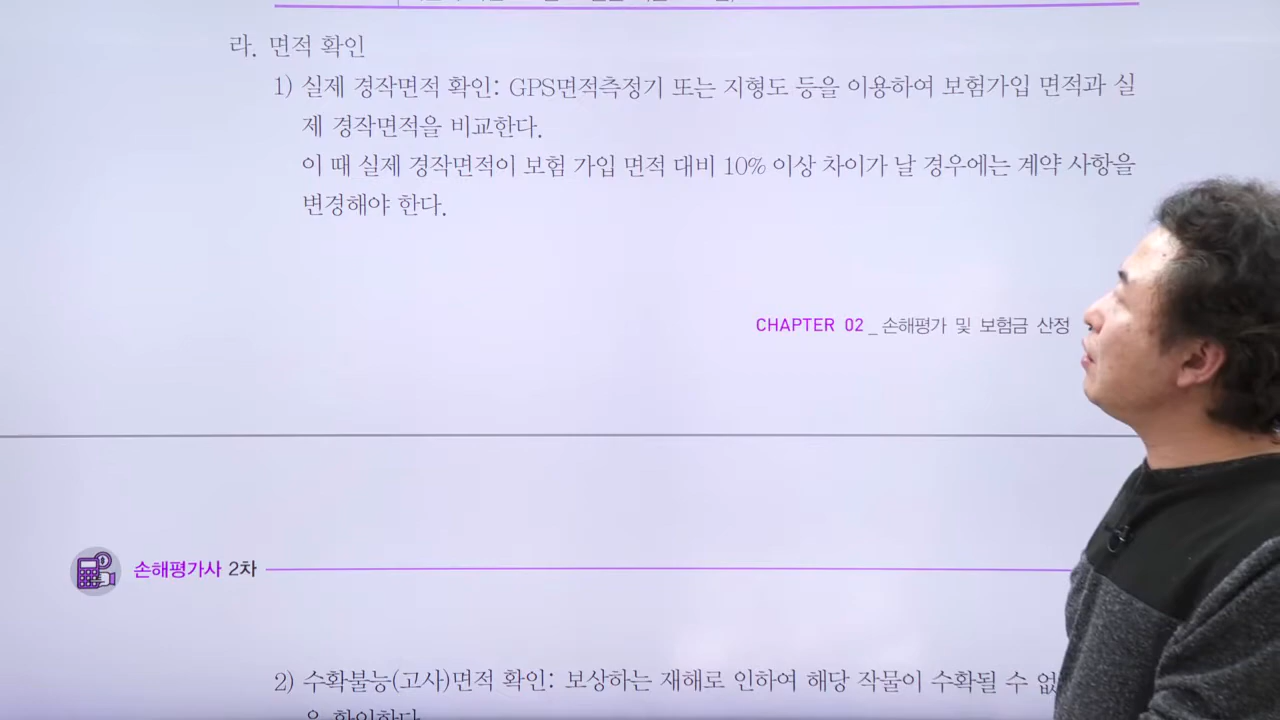 라. 면적 확인
1) 실제 경작면적 확인: GPS면적측정기 또는 지형도 등을 이용하여 보험가입 면적과 실
제 경작면적을 비교한다.
이 때 실제 경작면적이 보험 가입 면적 대비 10% 이상 차이가 날 경우에는 계약 사항을
변경해야 한다.
CHAPTER 02 _ 손해평가 및 보험금 산정
손해평가사 2차
2) 수확불능(고사)면적 확인: 보상하는 재해로 인하여 해당 작물이 수확될 수
확인한다